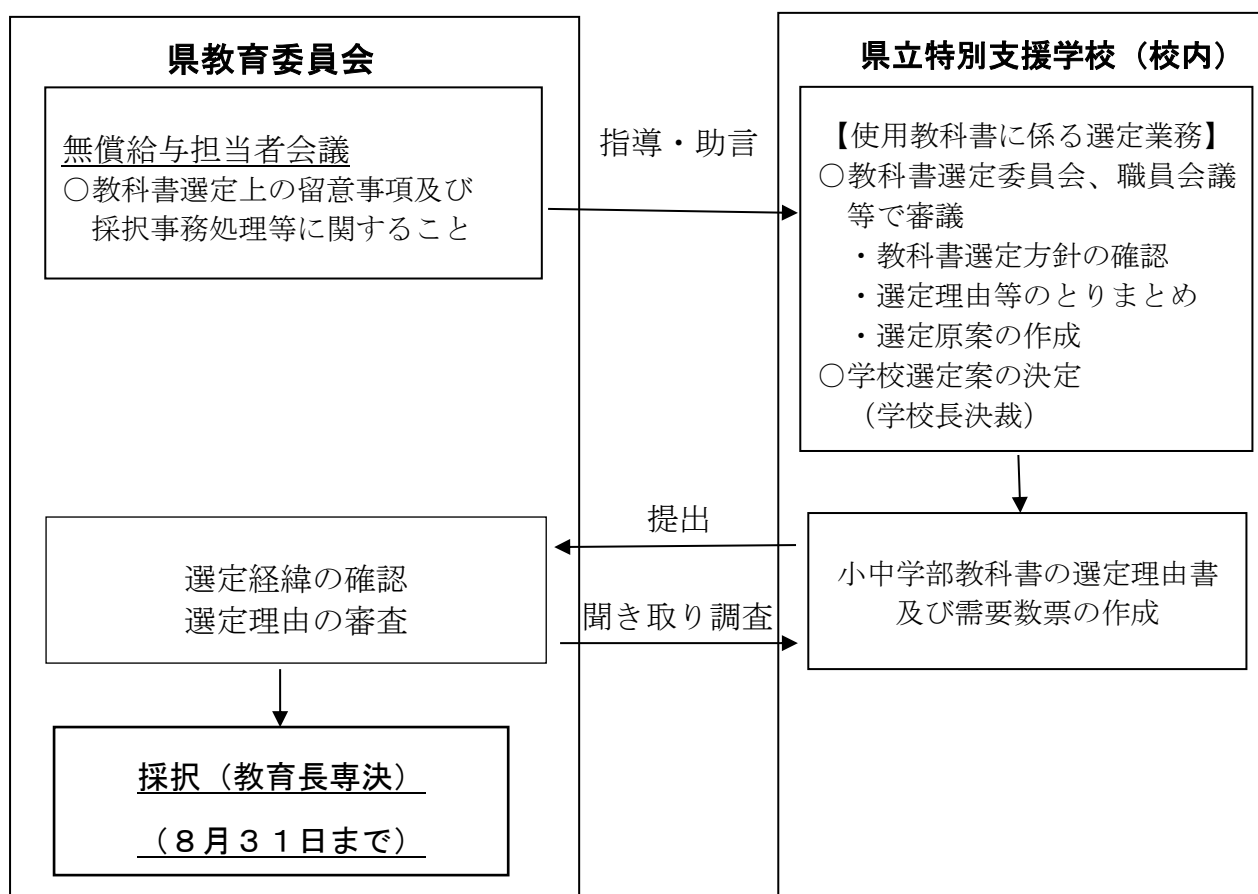 県教育委員会
無償給与担当者会議
○教科書選定上の留意事項及び
採択事務処理等に関すること
指導・助言
県立特別支援学校（校内）
【使用教科書に係る選定業務】
○教科書選定委員会、職員会議
等で審議
・教科書選定方針の確認
・選定理由等のとりまとめ
・選定原案の作成
○学校選定案の決定
（学校長決裁）
提出
小中学部教科書の選定理由書
及び需要数票の作成
選定経緯の確認
選定理由の審査
聞き取り調査
採択（教育長専決）
（８月３１日まで）